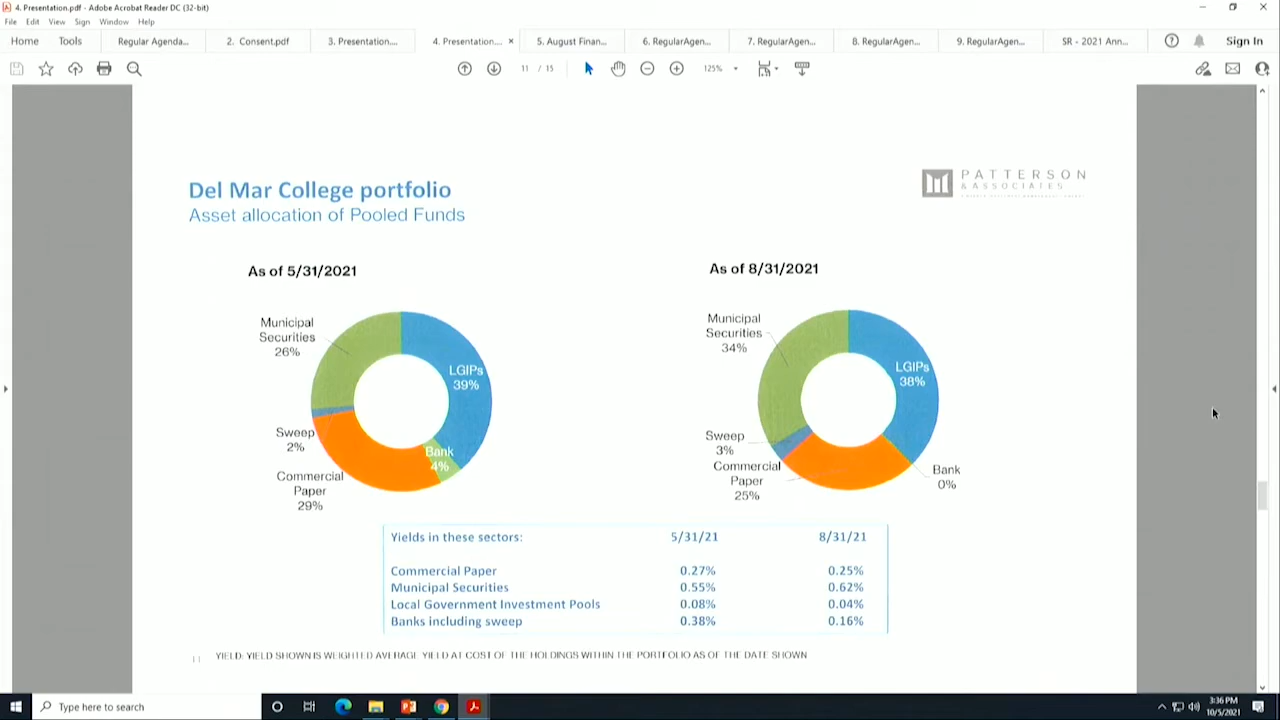 4. Presentation.pdf - Adobe Acrobat Reader DC (32-bit)
File Edit View Sign Window Help
Home Tools Regular Agenda... 2. Consent.pdf 3. Presentation.... 4. Presentation.... × 5. August Finan... 6. RegularAgen... 7. RegularAgen... 8. RegularAgen... 9. RegularAgen... SR - 2021 Ann... Sign In
11 / 15 125%
Del Mar College portfolio
Asset allocation of Pooled Funds
PATTERSON
& ASSOCIATES
As of 5/31/2021
Municipal
Securities
26%
LGIPs
39%
Sweep
2%
Bank
4%
Commercial
Paper
29%
As of 8/31/2021
Municipal
Securities
34%
LGIPs
38%
Sweep
3%
Commercial
Paper
25%
Bank
0%
Yields in these sectors: 5/31/21 8/31/21
Commercial Paper 0.27% 0.25%
Municipal Securities 0.55% 0.62%
Local Government Investment Pools 0.08% 0.04%
Banks including sweep 0.38% 0.16%
11 YIELD: YIELD SHOWN IS WEIGHTED AVERAGE YIELD AT COST OF THE HOLDINGS WITHIN THE PORTFOLIO AS OF THE DATE SHOWN
Type here to search
3:36 PM
10/5/2021